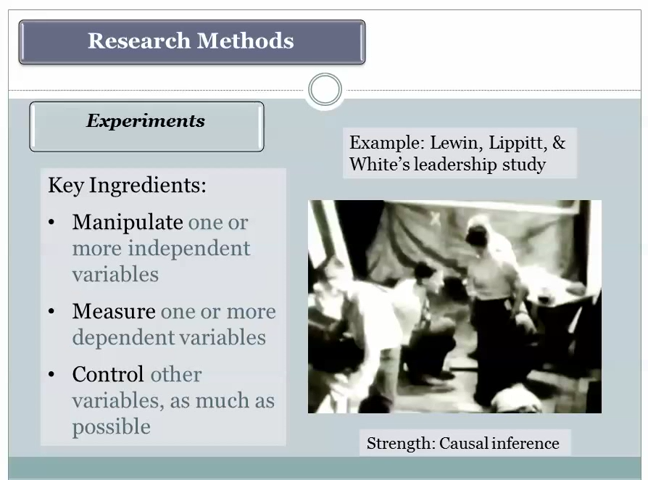 Research Methods
Experiments
Key Ingredients:
• Manipulate one or
more independent
variables
• Measure one or more
dependent variables
• Control other
variables, as much as
possible
Example: Lewin, Lippitt, &
White's leadership study
Strength: Causal inference